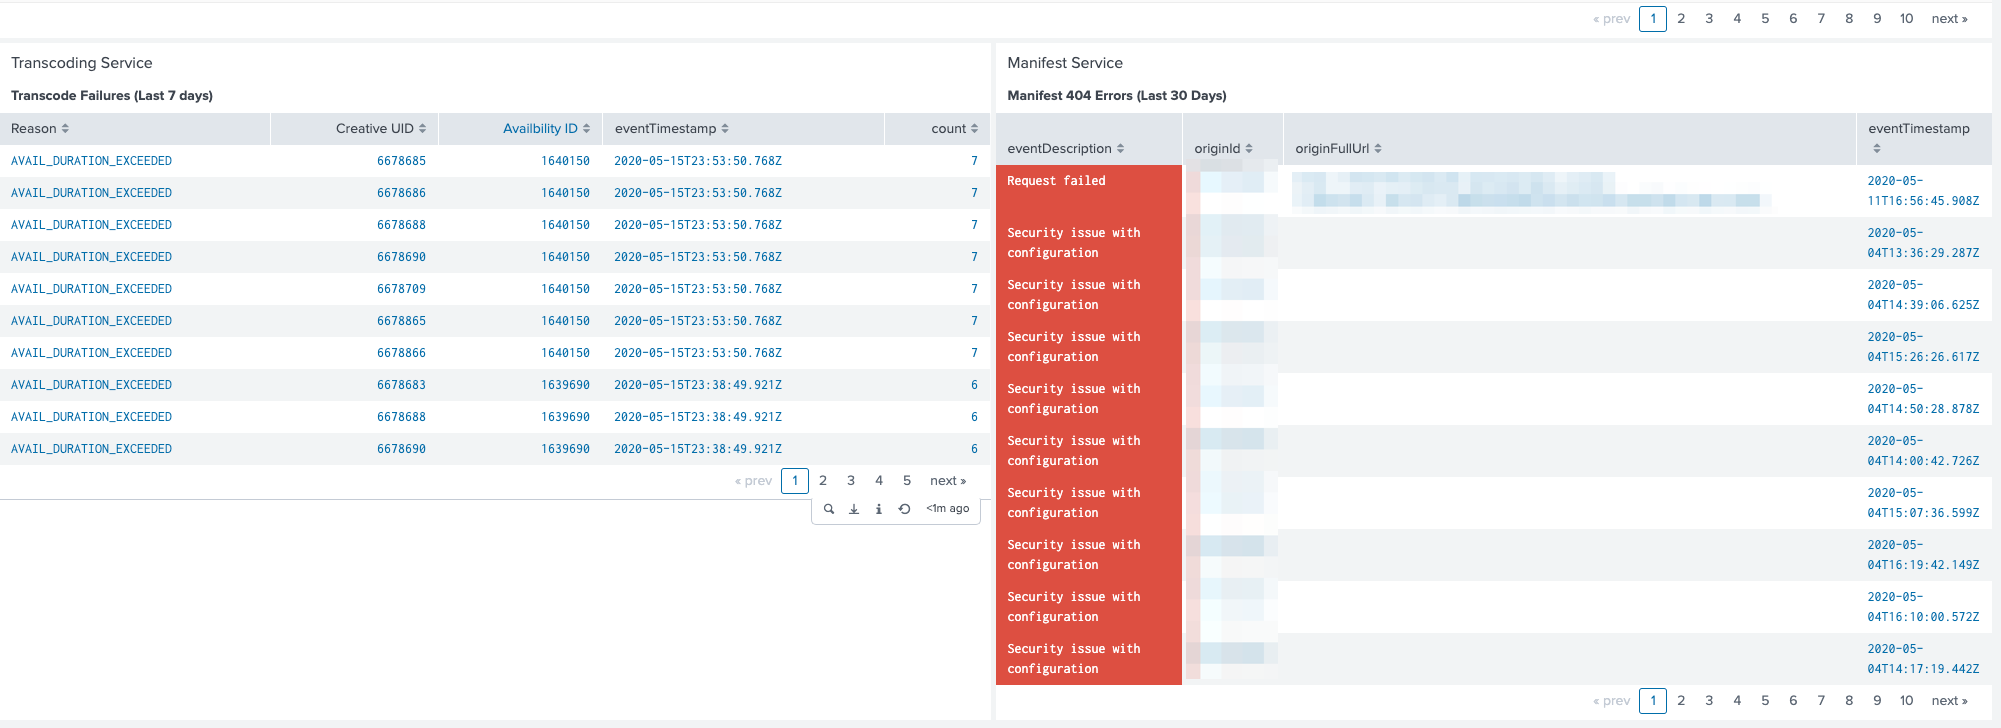 « prev 1 2 3 4 5 6 7 8 9 10 next »
Transcoding Service
Transcode Failures (Last 7 days)
Reason Creative UID Availbility ID eventTimestamp count
AVAIL_DURATION_EXCEEDED 6678685 1640150 2020-05-15T23:53:50.768Z 7
AVAIL_DURATION_EXCEEDED 6678686 1640150 2020-05-15T23:53:50.768Z 7
AVAIL_DURATION_EXCEEDED 6678688 1640150 2020-05-15T23:53:50.768Z 7
AVAIL_DURATION_EXCEEDED 6678690 1640150 2020-05-15T23:53:50.768Z 7
AVAIL_DURATION_EXCEEDED 6678709 1640150 2020-05-15T23:53:50.768Z 7
AVAIL_DURATION_EXCEEDED 6678865 1640150 2020-05-15T23:53:50.768Z 7
AVAIL_DURATION_EXCEEDED 6678866 1640150 2020-05-15T23:53:50.768Z 7
AVAIL_DURATION_EXCEEDED 6678683 1639690 2020-05-15T23:38:49.921Z 6
AVAIL_DURATION_EXCEEDED 6678688 1639690 2020-05-15T23:38:49.921Z 6
AVAIL_DURATION_EXCEEDED 6678690 1639690 2020-05-15T23:38:49.921Z 6
« prev 1 2 3 4 5 next »
<1m ago
Manifest Service
Manifest 404 Errors (Last 30 Days)
eventDescription originId originFullUrl eventTimestamp
Request failed 2020-05-
11T16:56:45.908Z
Security issue with 2020-05-
configuration 04T13:36:29.287Z
Security issue with 2020-05-
configuration 04T14:39:06.625Z
Security issue with 2020-05-
configuration 04T15:26:26.617Z
Security issue with 2020-05-
configuration 04T14:50:28.878Z
Security issue with 2020-05-
configuration 04T14:00:42.726Z
Security issue with 2020-05-
configuration 04T15:07:36.599Z
Security issue with 2020-05-
configuration 04T16:19:42.149Z
Security issue with 2020-05-
configuration 04T16:10:00.572Z
Security issue with 2020-05-
configuration 04T14:17:19.442Z
« prev 1 2 3 4 5 6 7 8 9 10 next »